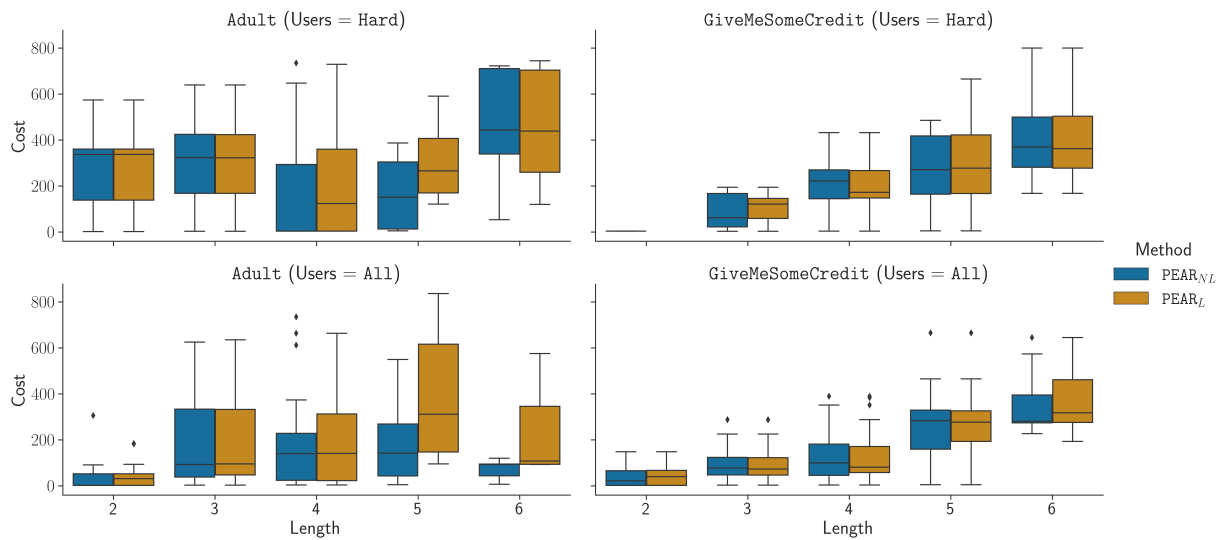 Adult (Users = Hard)
GiveMeSomeCredit (Users = Hard)
800
600
400
200
0
Cost
Adult (Users = All)
GiveMeSomeCredit (Users = All)
800
600
400
200
0
Cost
2 3 4 5 6
Length
2 3 4 5 6
Length
Method
PEAR_NL
PEAR_L